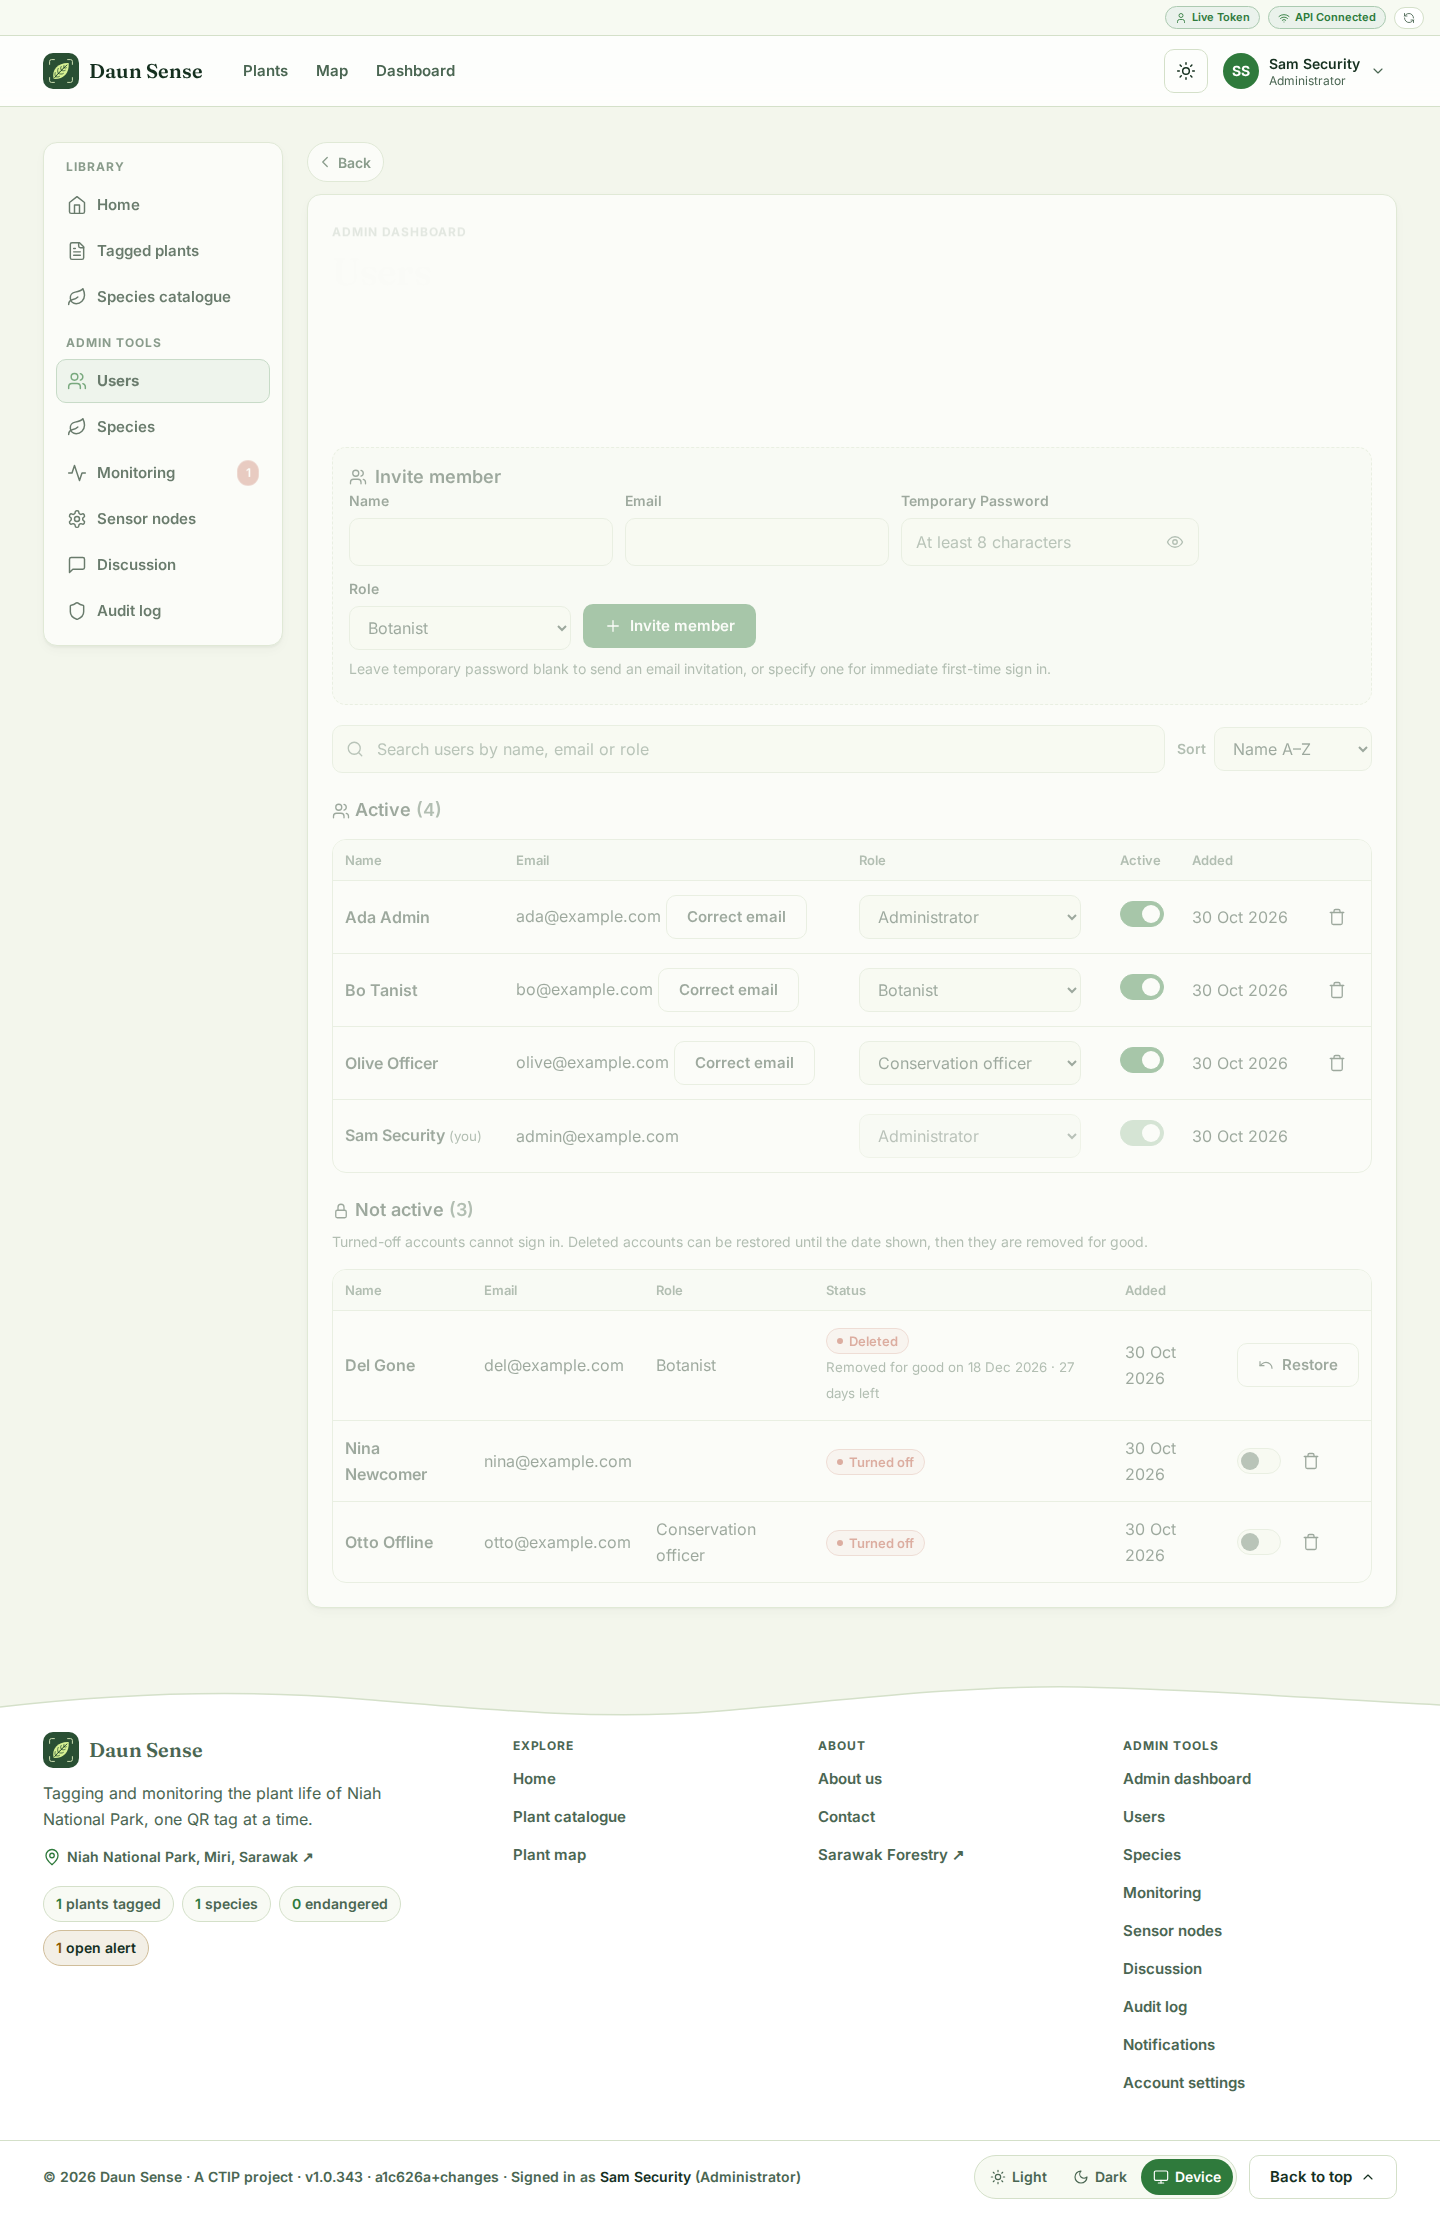 Live Token
API Connected
Daun Sense
Plants
Map
Dashboard
SS
Sam Security
Administrator
LIBRARY
Home
Tagged plants
Species catalogue
ADMIN TOOLS
Users
Species
Monitoring
1
Sensor nodes
Discussion
Audit log
Back
ADMIN DASHBOARD
Invite member
Name
Email
Temporary Password
At least 8 characters
Role
Botanist
Invite member
Leave temporary password blank to send an email invitation, or specify one for immediate first-time sign in.
Search users by name, email or role
Sort
Name A–Z
Active (4)
Name Email Role Active Added
Ada Admin ada@example.com Correct email Administrator 30 Oct 2026
Bo Tanist bo@example.com Correct email Botanist 30 Oct 2026
Olive Officer olive@example.com Correct email Conservation officer 30 Oct 2026
Sam Security (you) admin@example.com Administrator 30 Oct 2026
Not active (3)
Turned-off accounts cannot sign in. Deleted accounts can be restored until the date shown, then they are removed for good.
Name Email Role Status Added
Del Gone
del@example.com
Botanist
Deleted
Removed for good on 18 Dec 2026 · 27
days left
30 Oct
2026
Restore
Nina
Newcomer
nina@example.com
Turned off
30 Oct
2026
Otto Offline
otto@example.com
Conservation
officer
Turned off
30 Oct
2026
Daun Sense
Tagging and monitoring the plant life of Niah
National Park, one QR tag at a time.
Niah National Park, Miri, Sarawak ↗
1 plants tagged
1 species
0 endangered
1 open alert
EXPLORE
Home
Plant catalogue
Plant map
ABOUT
About us
Contact
Sarawak Forestry ↗
ADMIN TOOLS
Admin dashboard
Users
Species
Monitoring
Sensor nodes
Discussion
Audit log
Notifications
Account settings
© 2026 Daun Sense · A CTIP project · v1.0.343 · a1c626a+changes · Signed in as Sam Security (Administrator)
Light
Dark
Device
Back to top